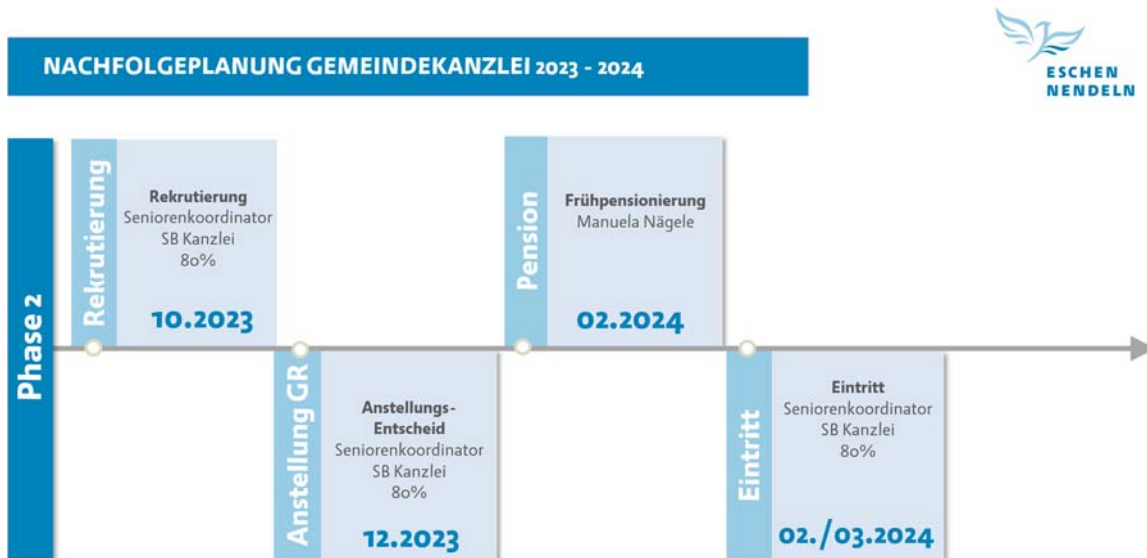 NACHFOLGEPLANUNG GEMEINDEKANZLEI 2023 - 2024
ESCHEN
NENDELN
Phase 2
Rekrutierung
Rekrutierung
Seniorenkoordinator
SB Kanzlei
80%
10.2023
Anstellung GR
Anstellungs-
Entscheid
Seniorenkoordinator
SB Kanzlei
80%
12.2023
Pension
Frühpensionierung
Manuela Nägele
02.2024
Eintritt
Eintritt
Seniorenkoordinator
SB Kanzlei
80%
02./03.2024